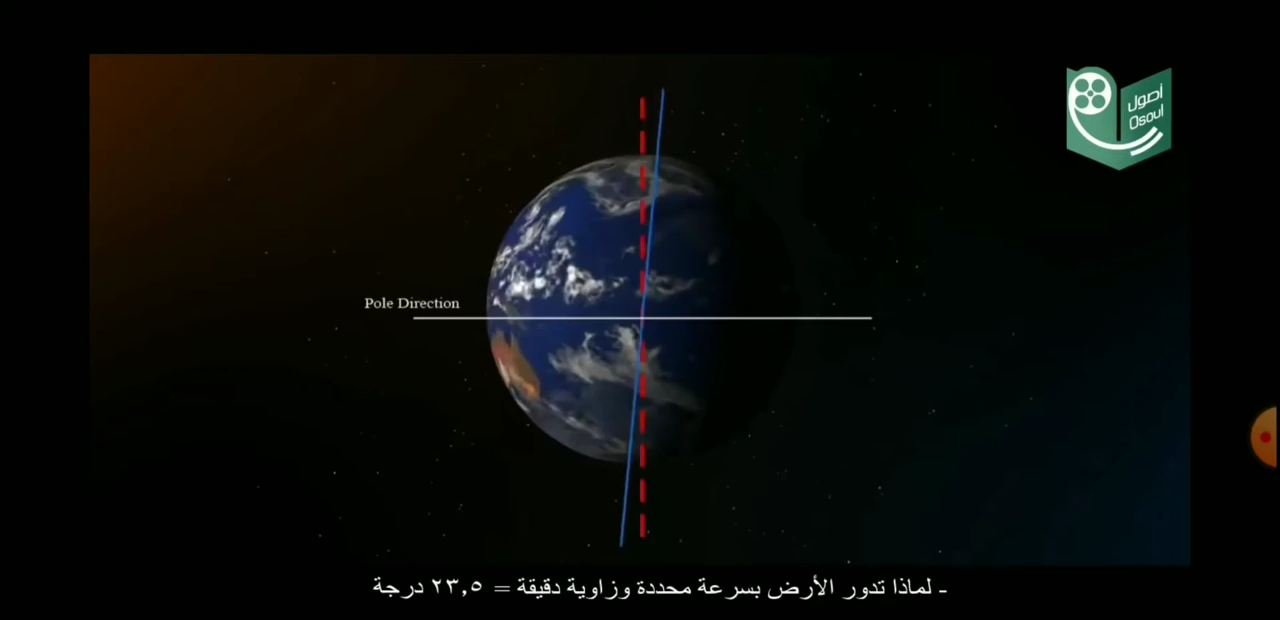 أصول
Osoul
Pole Direction
- لماذا تدور الأرض بسرعة محددة وزاوية دقيقة = ٢٣,٥ درجة